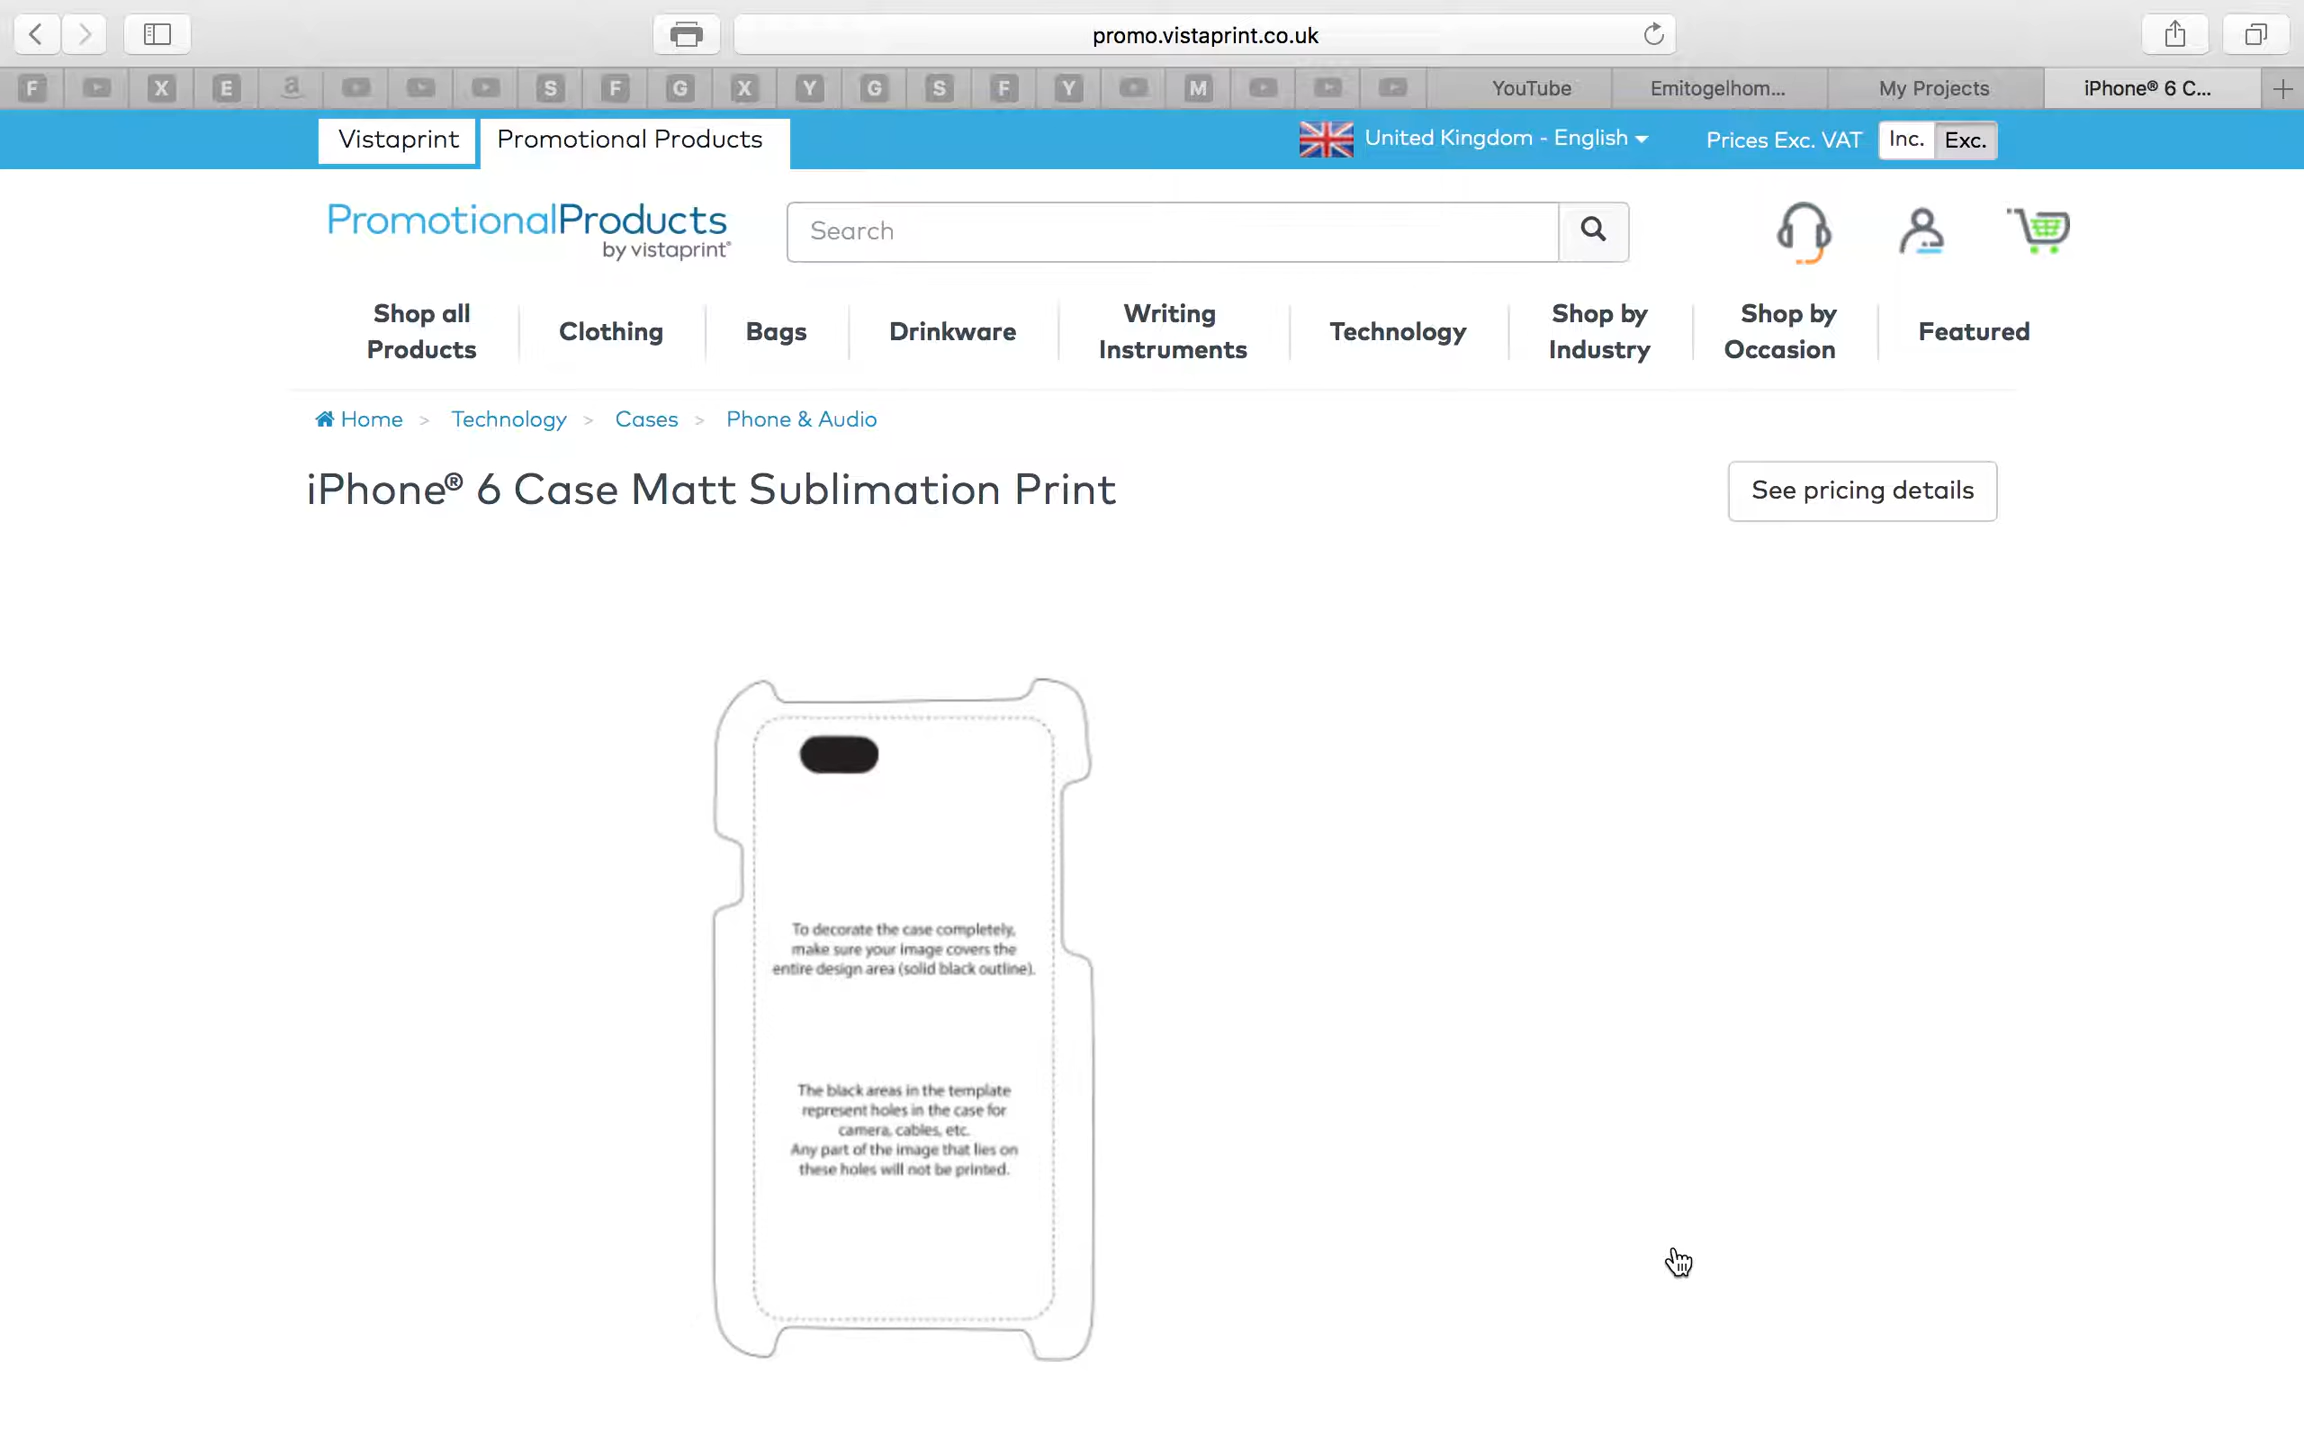 promo.vistaprint.co.uk
F X E a S F G X Y G S F Y M YouTube Emitogelhom... My Projects iPhone® 6 C...
Vistaprint Promotional Products United Kingdom - English Prices Exc. VAT Inc. Exc.
PromotionalProducts
by vistaprint®
Search
Shop all
Products
Clothing
Bags
Drinkware
Writing
Instruments
Technology
Shop by
Industry
Shop by
Occasion
Featured
Home > Technology > Cases > Phone & Audio
iPhone® 6 Case Matt Sublimation Print
See pricing details
To decorate the case completely,
make sure your image covers the
entire design area (solid black outline).
The black areas in the template
represent holes in the case for
camera, cables, etc.
Any part of the image that lies on
these holes will not be printed.